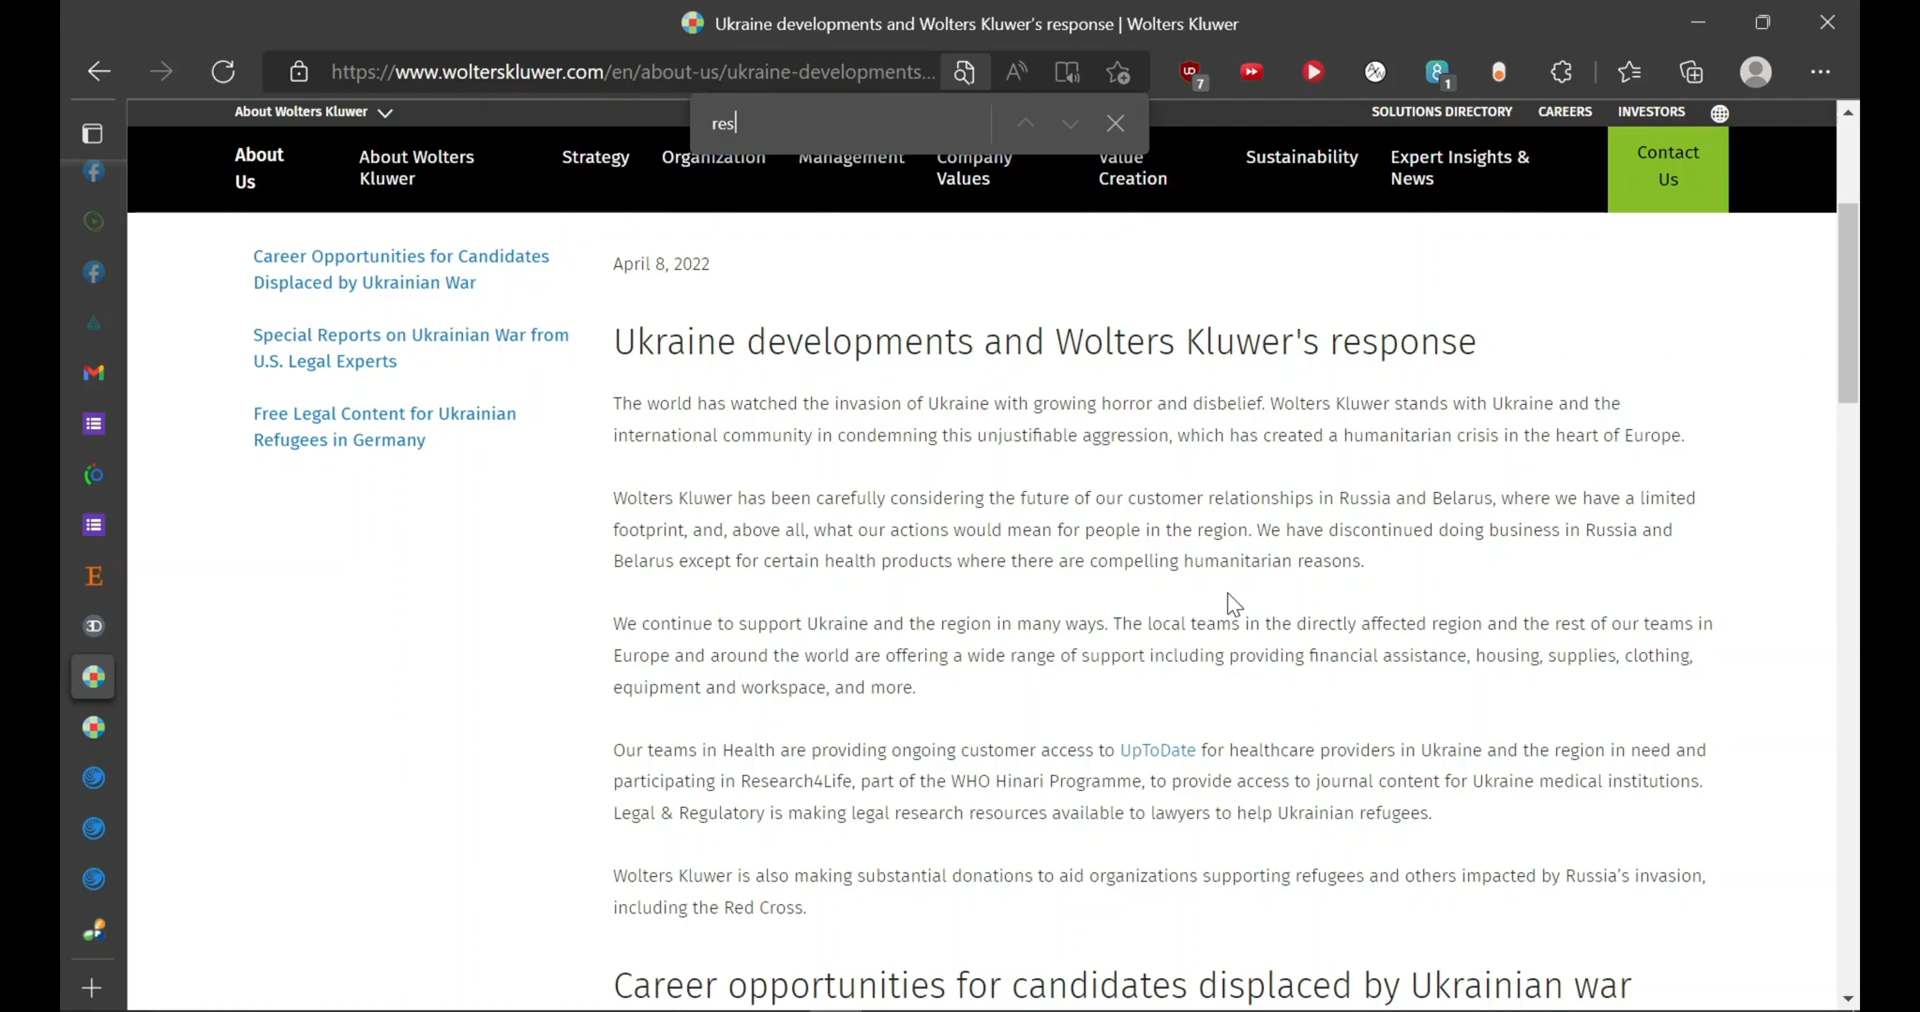 Ukraine developments and Wolters Kluwer's response | Wolters Kluwer
https://www.wolterskluwer.com/en/about-us/ukraine-developments...
7
1
res
About Wolters Kluwer
SOLUTIONS DIRECTORY
CAREERS
INVESTORS
About
Us
About Wolters
Kluwer
Strategy
Organization
Management
Company
Values
Value
Creation
Sustainability
Expert Insights &
News
Contact
Us
Career Opportunities for Candidates
Displaced by Ukrainian War
Special Reports on Ukrainian War from
U.S. Legal Experts
Free Legal Content for Ukrainian
Refugees in Germany
April 8, 2022
Ukraine developments and Wolters Kluwer's response
The world has watched the invasion of Ukraine with growing horror and disbelief. Wolters Kluwer stands with Ukraine and the
international community in condemning this unjustifiable aggression, which has created a humanitarian crisis in the heart of Europe.
Wolters Kluwer has been carefully considering the future of our customer relationships in Russia and Belarus, where we have a limited
footprint, and, above all, what our actions would mean for people in the region. We have discontinued doing business in Russia and
Belarus except for certain health products where there are compelling humanitarian reasons.
We continue to support Ukraine and the region in many ways. The local teams in the directly affected region and the rest of our teams in
Europe and around the world are offering a wide range of support including providing financial assistance, housing, supplies, clothing,
equipment and workspace, and more.
Our teams in Health are providing ongoing customer access to UpToDate for healthcare providers in Ukraine and the region in need and
participating in Research4Life, part of the WHO Hinari Programme, to provide access to journal content for Ukraine medical institutions.
Legal & Regulatory is making legal research resources available to lawyers to help Ukrainian refugees.
Wolters Kluwer is also making substantial donations to aid organizations supporting refugees and others impacted by Russia's invasion,
including the Red Cross.
Career opportunities for candidates displaced by Ukrainian war
E
3D